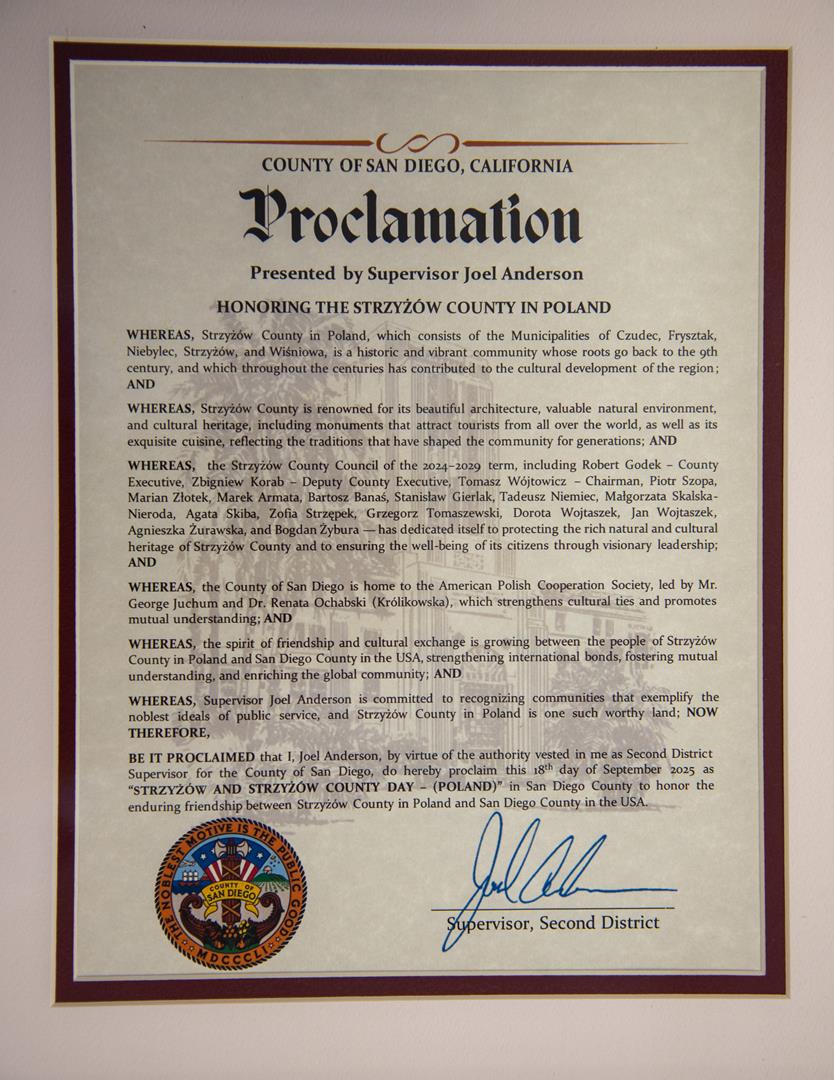 COUNTY OF SAN DIEGO, CALIFORNIA
Proclamation
Presented by Supervisor Joel Anderson
HONORING THE STRZYŻÓW COUNTY IN POLAND
WHEREAS, Strzyżów County in Poland, which consists of the Municipalities of Czudec, Frysztak,
Niebylec, Strzyżów, and Wiśniowa, is a historic and vibrant community whose roots go back to the 9th
century, and which throughout the centuries has contributed to the cultural development of the region;
AND
WHEREAS, Strzyżów County is renowned for its beautiful architecture, valuable natural environment,
and cultural heritage, including monuments that attract tourists from all over the world, as well as its
exquisite cuisine, reflecting the traditions that have shaped the community for generations; AND
WHEREAS, the Strzyżów County Council of the 2024–2029 term, including Robert Godek – County
Executive, Zbigniew Korab – Deputy County Executive, Tomasz Wójtowicz – Chairman, Piotr Szopa,
Marian Złotek, Marek Armata, Bartosz Banaś, Stanisław Gierlak, Tadeusz Niemiec, Małgorzata Skalska-
Nieroda, Agata Skiba, Zofia Strzępek, Grzegorz Tomaszewski, Dorota Wojtaszek, Jan Wojtaszek,
Agnieszka Żurawska, and Bogdan Żybura — has dedicated itself to protecting the rich natural and cultural
heritage of Strzyżów County and to ensuring the well-being of its citizens through visionary leadership;
AND
WHEREAS, the County of San Diego is home to the American Polish Cooperation Society, led by Mr.
George Juchum and Dr. Renata Ochabski (Królikowska), which strengthens cultural ties and promotes
mutual understanding; AND
WHEREAS, the spirit of friendship and cultural exchange is growing between the people of Strzyżów
County in Poland and San Diego County in the USA, strengthening international bonds, fostering mutual
understanding, and enriching the global community; AND
WHEREAS, Supervisor Joel Anderson is committed to recognizing communities that exemplify the
noblest ideals of public service, and Strzyżów County in Poland is one such worthy land; NOW
THEREFORE,
BE IT PROCLAIMED that I, Joel Anderson, by virtue of the authority vested in me as Second District
Supervisor for the County of San Diego, do hereby proclaim this 18th day of September 2025 as
“STRZYŻÓW AND STRZYŻÓW COUNTY DAY – (POLAND)” in San Diego County to honor the
enduring friendship between Strzyżów County in Poland and San Diego County in the USA.
THE NOBLEST MOTIVE IS THE PUBLIC GOOD
COUNTY OF
SAN DIEGO
MDCCCLI
Supervisor, Second District